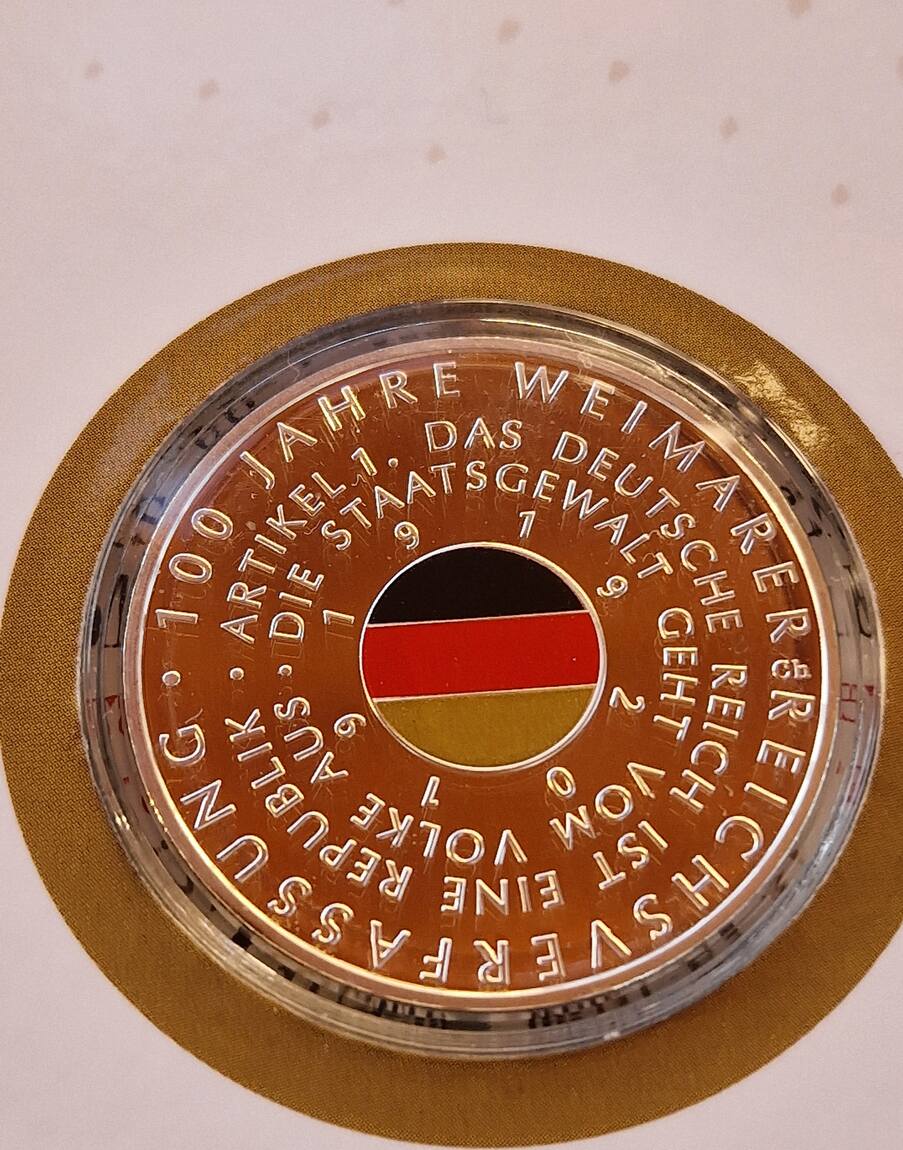 100 JAHRE WEIMARER REICHSVERFASSUNG ·
ARTIKEL 1. DAS DEUTSCHE REICH IST EINE REPUBLIK ·
DIE STAATSGEWALT GEHT VOM VOLKE AUS ·
1919 2019